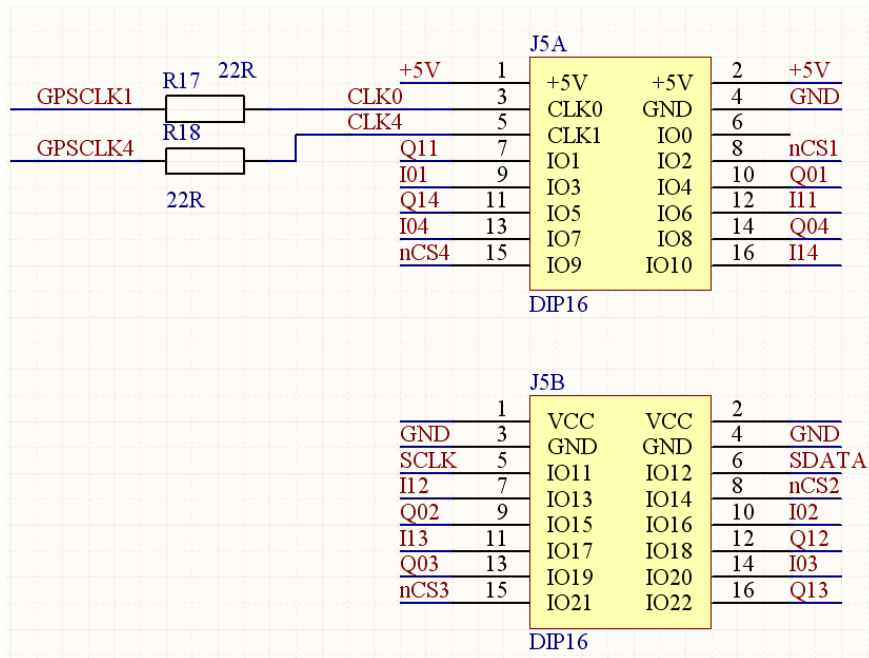 J5A
R17 22R
+5V 1 +5V +5V 2 +5V
GPSCLK1 CLK0 3 CLK0 GND 4 GND
R18 CLK4 5 CLK1 IO0 6
GPSCLK4 Q11 7 IO1 IO2 8 nCS1
I01 9 IO3 IO4 10 Q01
22R Q14 11 IO5 IO6 12 I11
I04 13 IO7 IO8 14 Q04
nCS4 15 IO9 IO10 16 I14
DIP16
J5B
1 VCC VCC 2
GND 3 GND GND 4 GND
SCLK 5 IO11 IO12 6 SDATA
I12 7 IO13 IO14 8 nCS2
Q02 9 IO15 IO16 10 I02
I13 11 IO17 IO18 12 Q12
Q03 13 IO19 IO20 14 I03
nCS3 15 IO21 IO22 16 Q13
DIP16